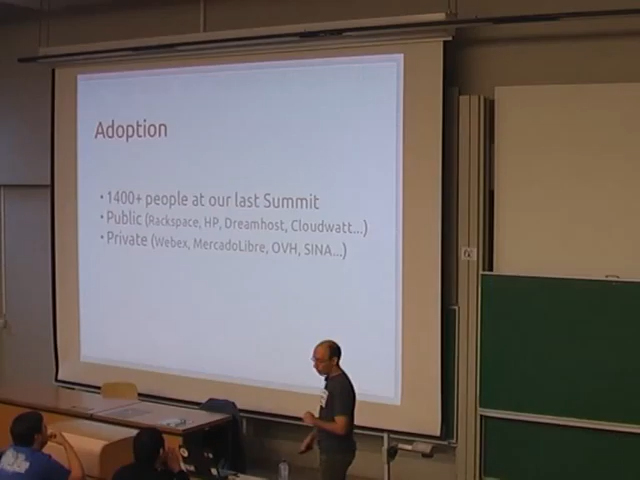 Adoption
• 1400+ people at our last Summit
• Public (Rackspace, HP, Dreamhost, Cloudwatt...)
• Private (Webex, MercadoLibre, OVH, SINA...)